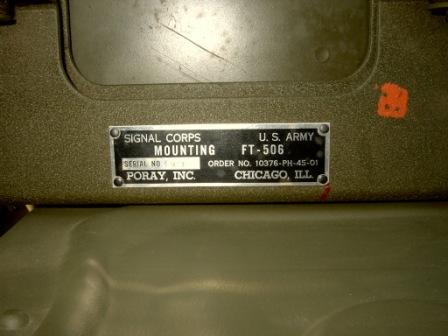 SIGNAL CORPS U.S. ARMY
MOUNTING FT-506
SERIAL NO. ORDER NO. 10376-PH-45-01
PORAY, INC. CHICAGO, ILL.